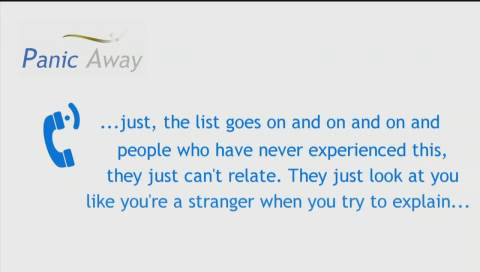 Panic Away
...just, the list goes on and on and on and
people who have never experienced this,
they just can't relate. They just look at you
like you're a stranger when you try to explain...